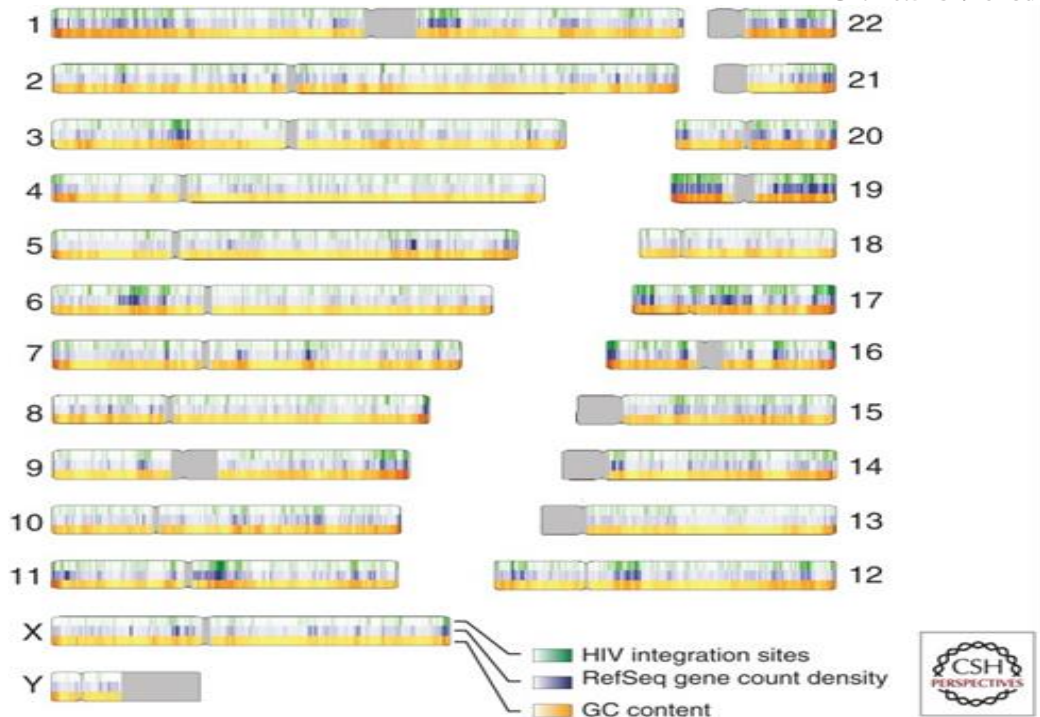 1 22
2 21
3 20
4 19
5 18
6 17
7 16
8 15
9 14
10 13
11 12
X
HIV integration sites
RefSeq gene count density
Y
GC content
CSH
PERSPECTIVES